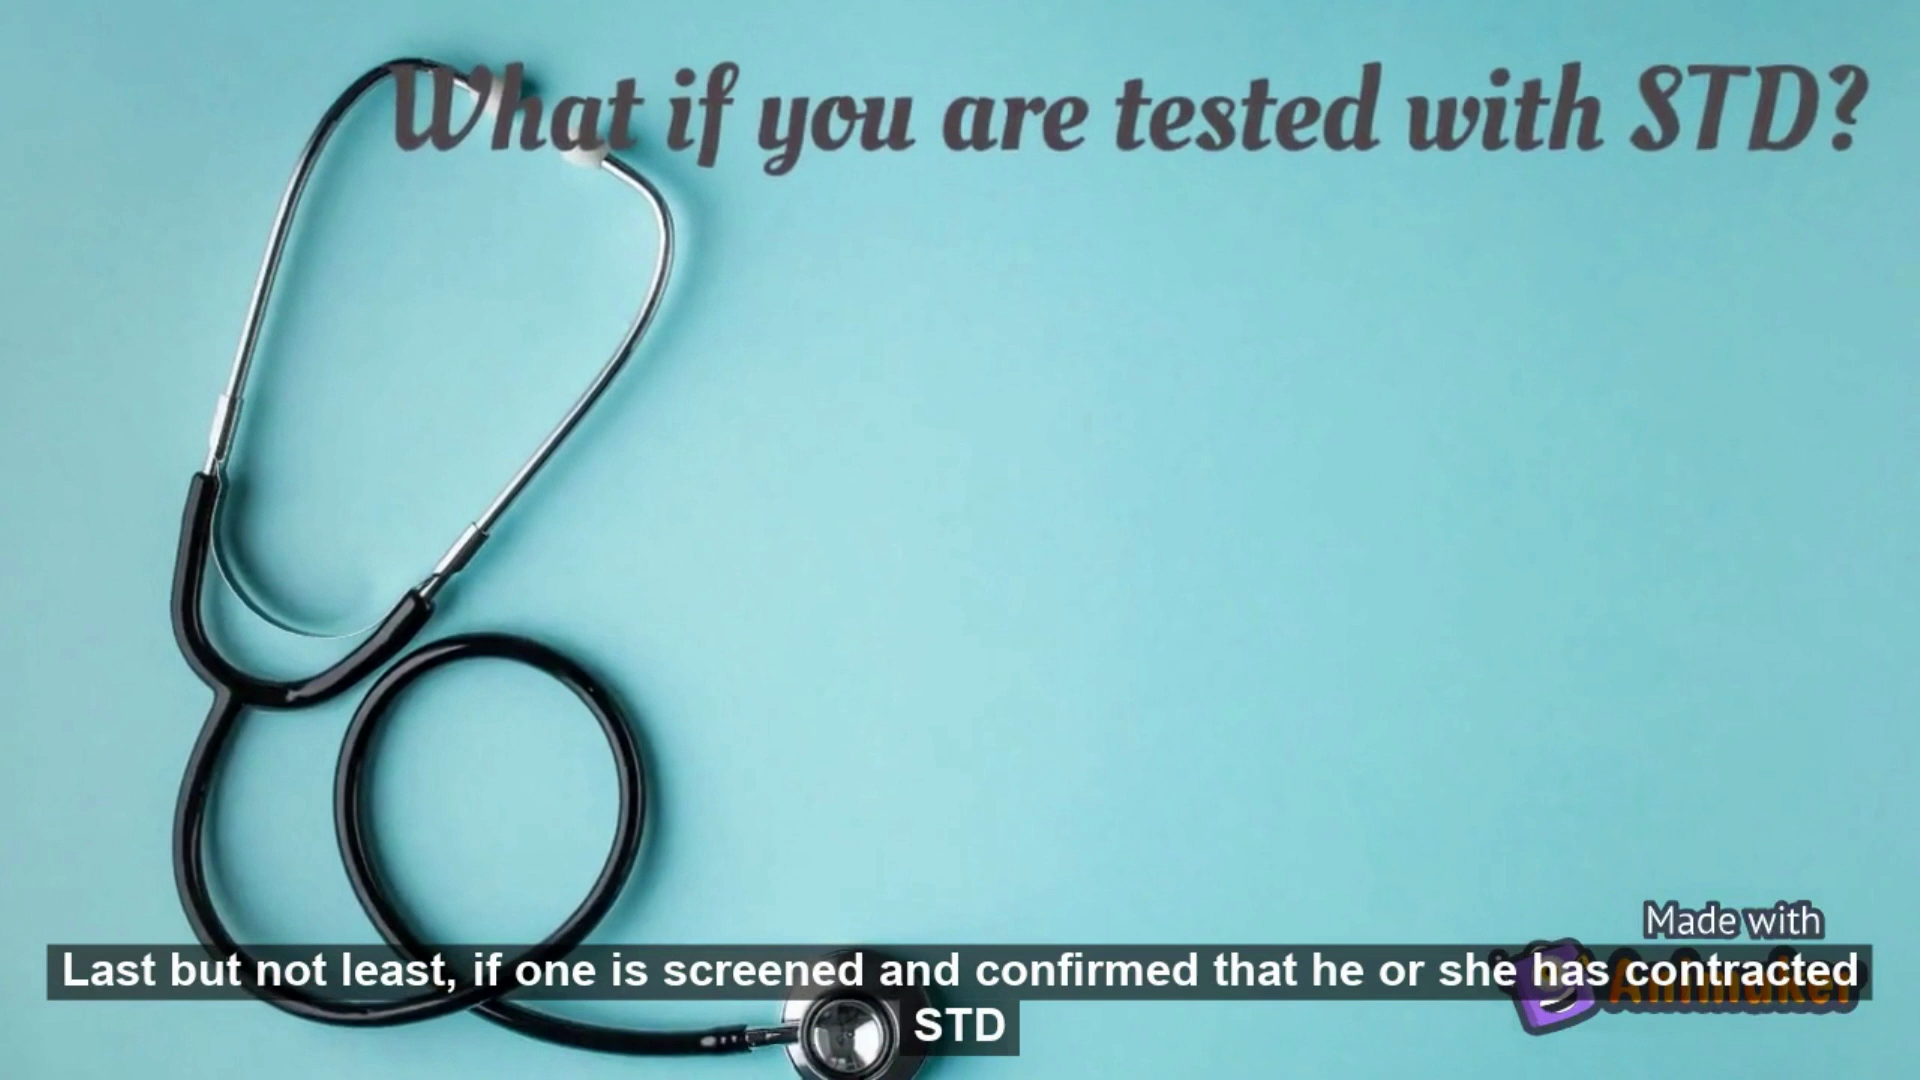 What if you are tested with STD?
Made with
Animaker
Last but not least, if one is screened and confirmed that he or she has contracted
STD